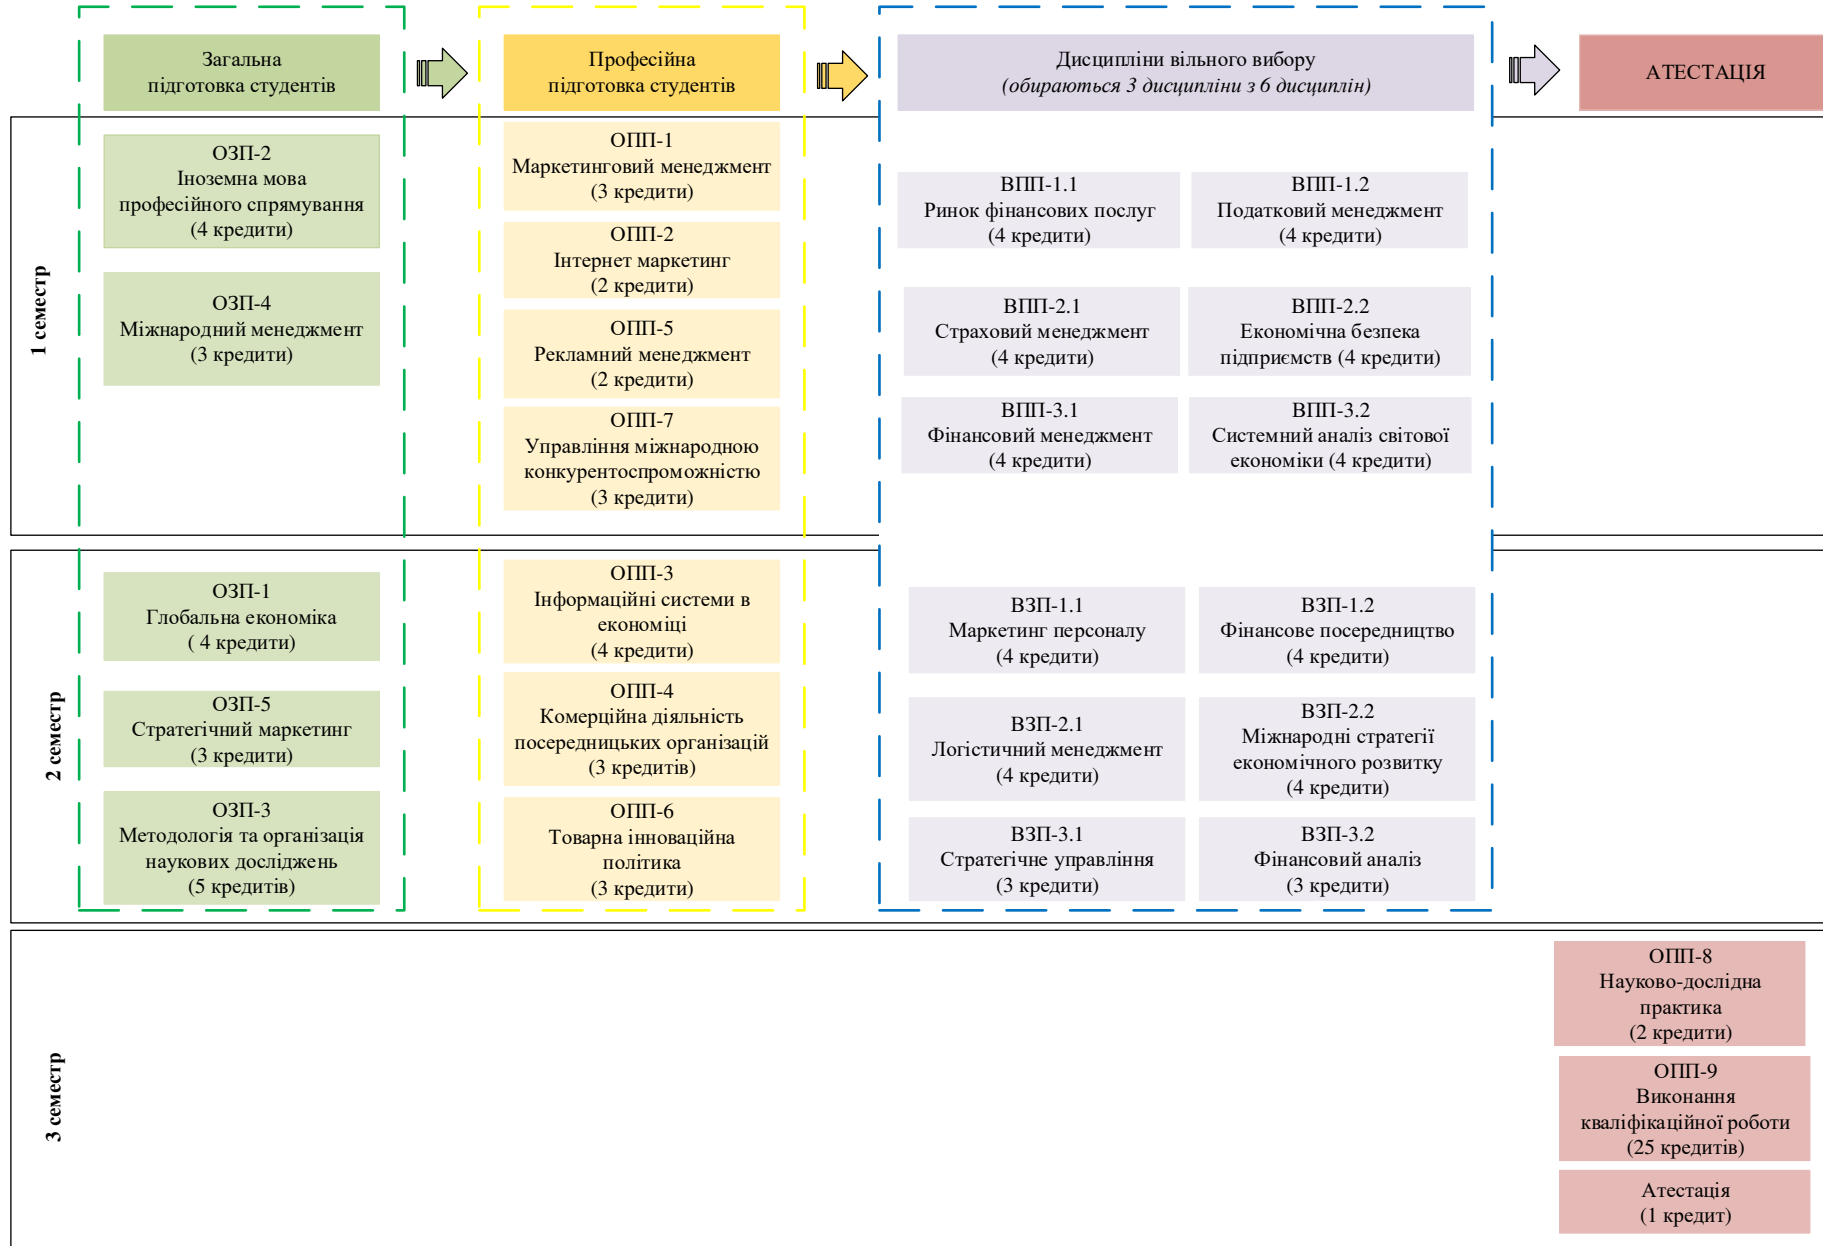 Загальна
підготовка студентів
Професійна
підготовка студентів
Дисципліни вільного вибору
(обираються 3 дисципліни з 6 дисциплін)
АТЕСТАЦІЯ
1 семестр
ОЗП-2
Іноземна мова
професійного спрямування
(4 кредити)
ОЗП-4
Міжнародний менеджмент
(3 кредити)
ОПП-1
Маркетинговий менеджмент
(3 кредити)
ОПП-2
Інтернет маркетинг
(2 кредити)
ОПП-5
Рекламний менеджмент
(2 кредити)
ОПП-7
Управління міжнародною
конкурентоспроможністю
(3 кредити)
ВПП-1.1
Ринок фінансових послуг
(4 кредити)
ВПП-1.2
Податковий менеджмент
(4 кредити)
ВПП-2.1
Страховий менеджмент
(4 кредити)
ВПП-2.2
Економічна безпека
підприємств (4 кредити)
ВПП-3.1
Фінансовий менеджмент
(4 кредити)
ВПП-3.2
Системний аналіз світової
економіки (4 кредити)
2 семестр
ОЗП-1
Глобальна економіка
( 4 кредити)
ОЗП-5
Стратегічний маркетинг
(3 кредити)
ОЗП-3
Методологія та організація
наукових досліджень
(5 кредитів)
ОПП-3
Інформаційні системи в
економіці
(4 кредити)
ОПП-4
Комерційна діяльність
посередницьких організацій
(3 кредитів)
ОПП-6
Товарна інноваційна
політика
(3 кредити)
ВЗП-1.1
Маркетинг персоналу
(4 кредити)
ВЗП-1.2
Фінансове посередництво
(4 кредити)
ВЗП-2.1
Логістичний менеджмент
(4 кредити)
ВЗП-2.2
Міжнародні стратегії
економічного розвитку
(4 кредити)
ВЗП-3.1
Стратегічне управління
(3 кредити)
ВЗП-3.2
Фінансовий аналіз
(3 кредити)
3 семестр
ОПП-8
Науково-дослідна
практика
(2 кредити)
ОПП-9
Виконання
кваліфікаційної роботи
(25 кредитів)
Атестація
(1 кредит)